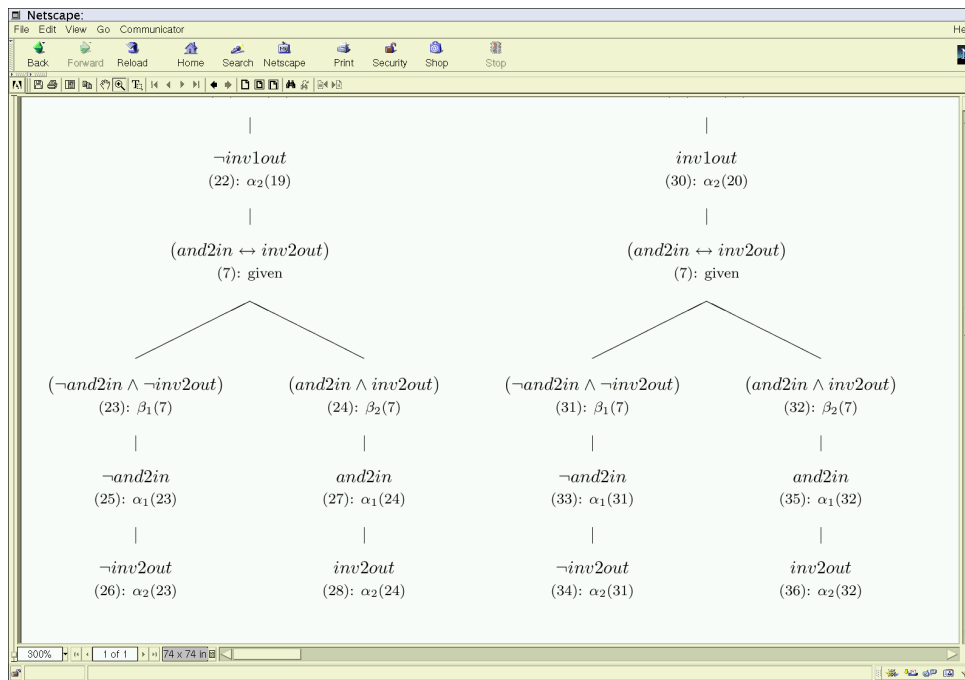 Netscape:
File Edit View Go Communicator He
Back Forward Reload Home Search Netscape Print Security Shop Stop
¬inv1out inv1out
(22): α₂(19) (30): α₂(20)
(and2in ↔ inv2out) (and2in ↔ inv2out)
(7): given (7): given
(¬and2in ∧ ¬inv2out) (and2in ∧ inv2out) (¬and2in ∧ ¬inv2out) (and2in ∧ inv2out)
(23): β₁(7) (24): β₂(7) (31): β₁(7) (32): β₂(7)
¬and2in and2in ¬and2in and2in
(25): α₁(23) (27): α₁(24) (33): α₁(31) (35): α₁(32)
¬inv2out inv2out ¬inv2out inv2out
(26): α₂(23) (28): α₂(24) (34): α₂(31) (36): α₂(32)
300% 1 of 1 74 x 74 in